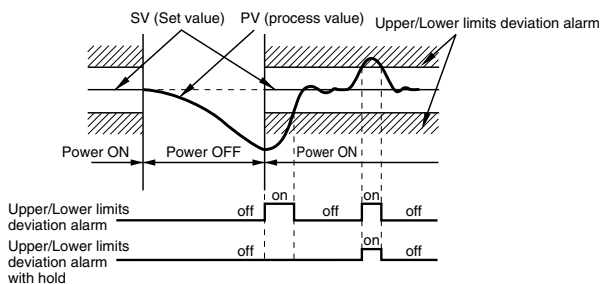 SV (Set value) PV (process value)
Upper/Lower limits deviation alarm
Power ON Power OFF Power ON
on on
Upper/Lower limits
deviation alarm
off off off
Upper/Lower limits
deviation alarm
with hold
off on off